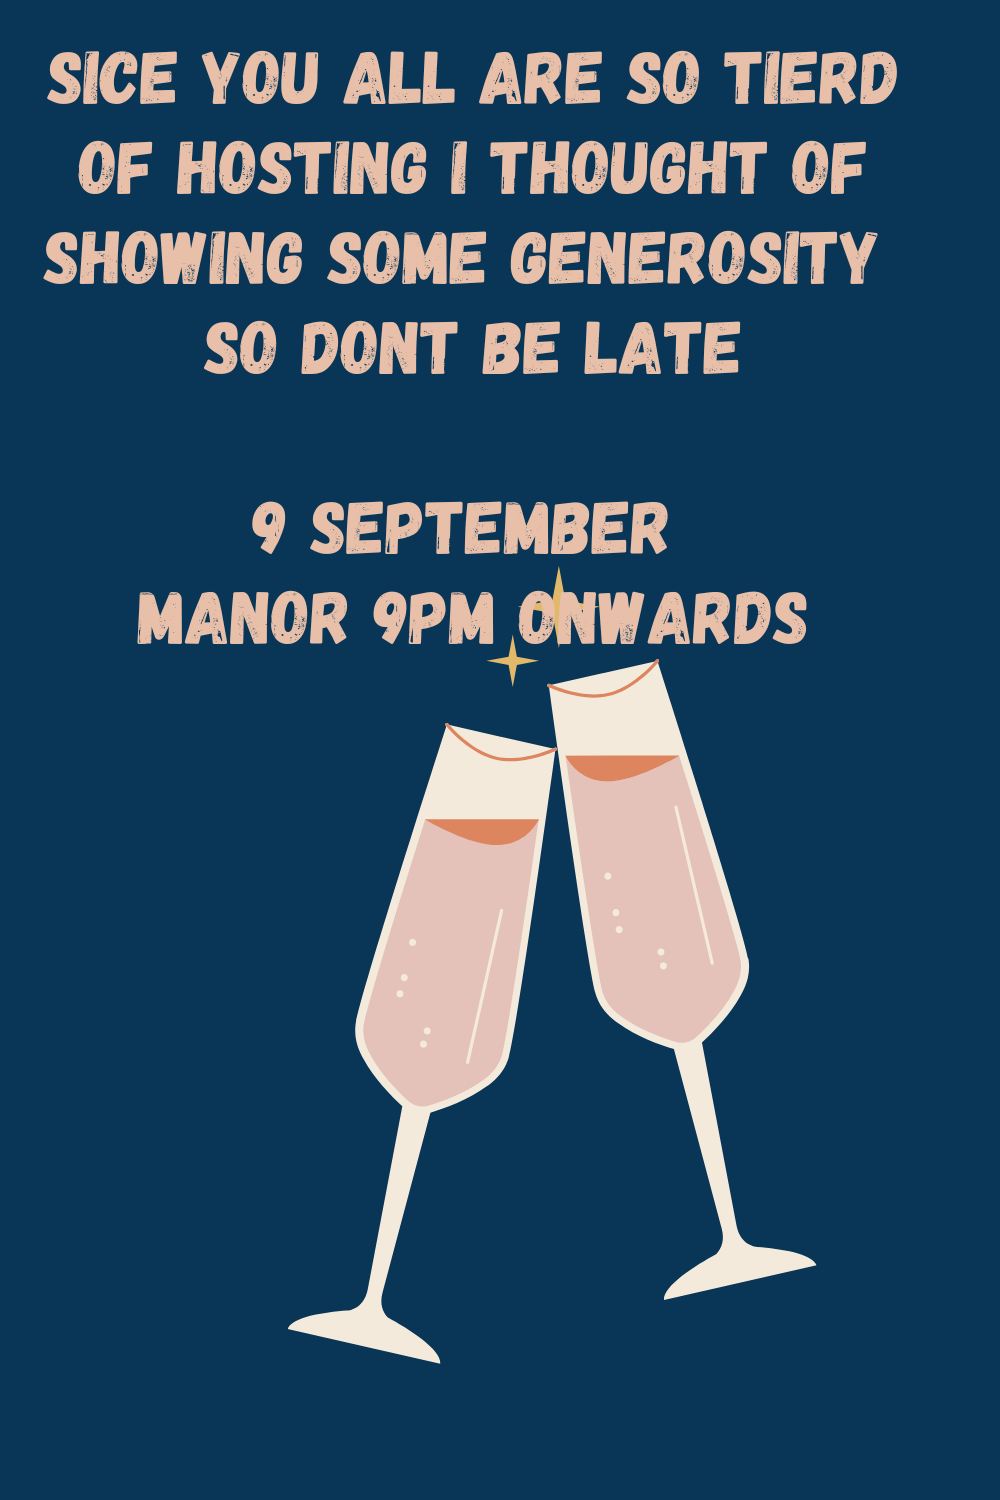 SICE YOU ALL ARE SO TIERD
OF HOSTING I THOUGHT OF
SHOWING SOME GENEROSITY
SO DONT BE LATE
9 SEPTEMBER
MANOR 9PM ONWARDS